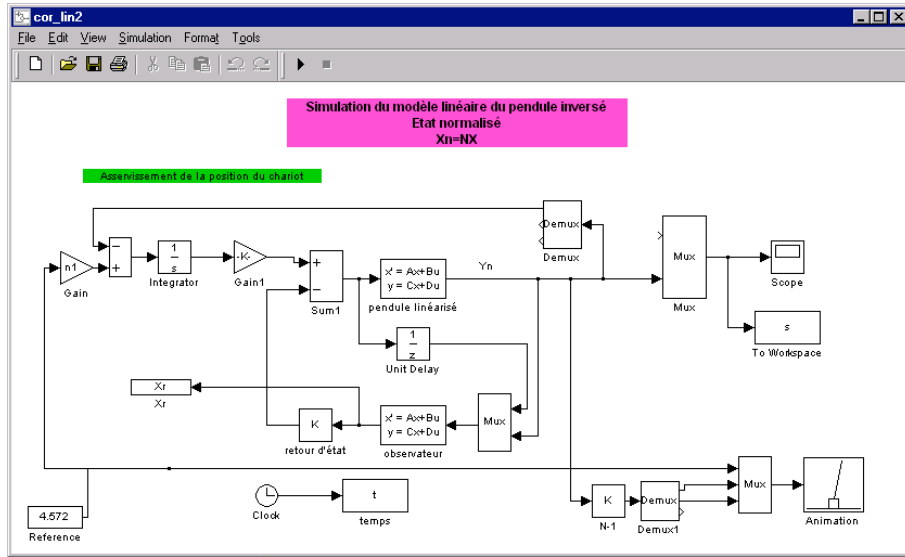 cor_lin2
File Edit View Simulation Format Tools
Simulation du modèle linéaire du pendule inversé
Etat normalisé
Xn=NX
Asservissement de la position du chariot
n1
Gain
−
+
1
s
Integrator
-K-
Gain1
+
−
Sum1
x' = Ax+Bu
y = Cx+Du
pendule linéarisé
Yn
Demux
Demux
Mux
Mux
Scope
s
To Workspace
1
z
Unit Delay
Xr
Xr
K
retour d'état
x' = Ax+Bu
y = Cx+Du
observateur
Mux
4.572
Reference
Clock
t
temps
K
N-1
Demux
Demux1
Mux
Animation